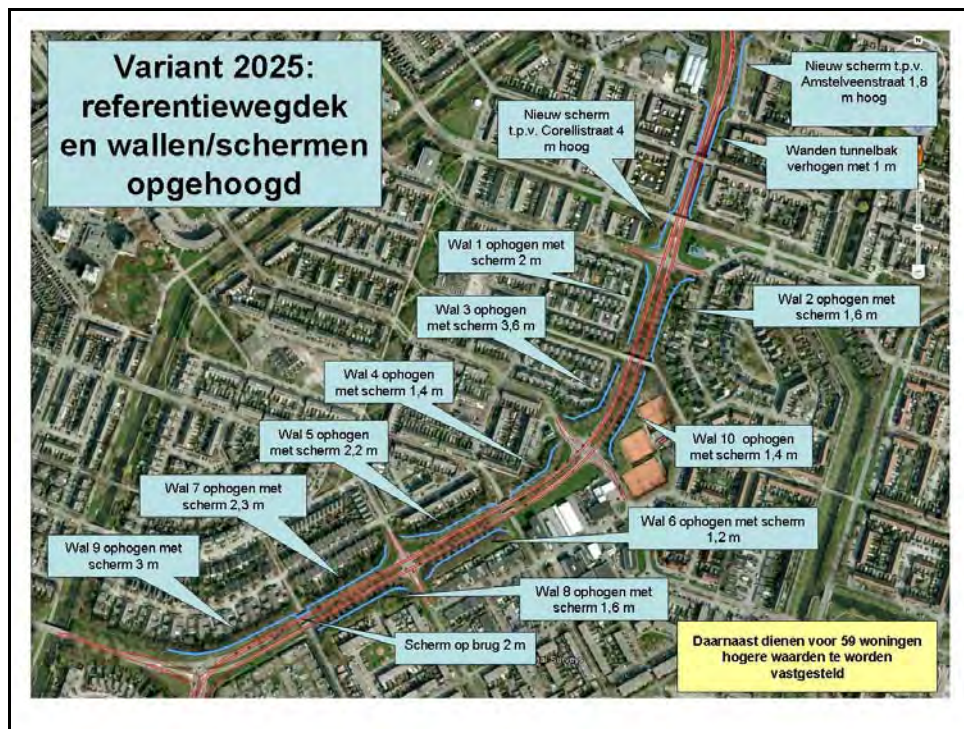 Variant 2025:
referentiewegdek
en wallen/schermen
opgehoogd
Nieuw scherm t.p.v.
Amstelveenstraat 1,8
m hoog
Nieuw scherm
t.p.v. Corellistraat 4
m hoog
Wanden tunnelbak
verhogen met 1 m
Wal 1 ophogen met
scherm 2 m
Wal 2 ophogen met
scherm 1,6 m
Wal 3 ophogen
met scherm 3,6 m
Wal 4 ophogen
met scherm 1,4 m
Wal 10 ophogen
met scherm 1,4 m
Wal 5 ophogen
met scherm 2,2 m
Wal 7 ophogen met
scherm 2,3 m
Wal 6 ophogen met scherm
1,2 m
Wal 9 ophogen met
scherm 3 m
Wal 8 ophogen met
scherm 1,6 m
Scherm op brug 2 m
Daarnaast dienen voor 59 woningen
hogere waarden te worden
vastgesteld